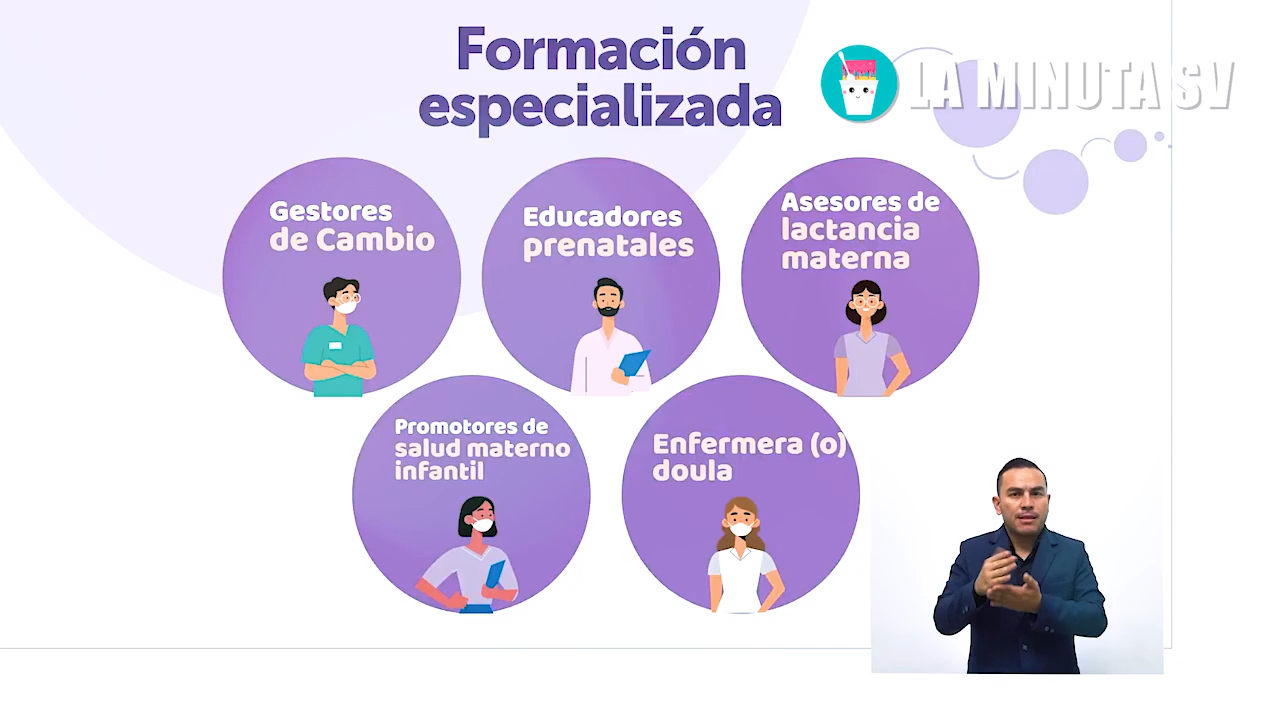 Formación
especializada
LA MINUTA SV
Gestores
de Cambio
Educadores
prenatales
Asesores de
lactancia
materna
Promotores de
salud materno
infantil
Enfermera (o)
doula